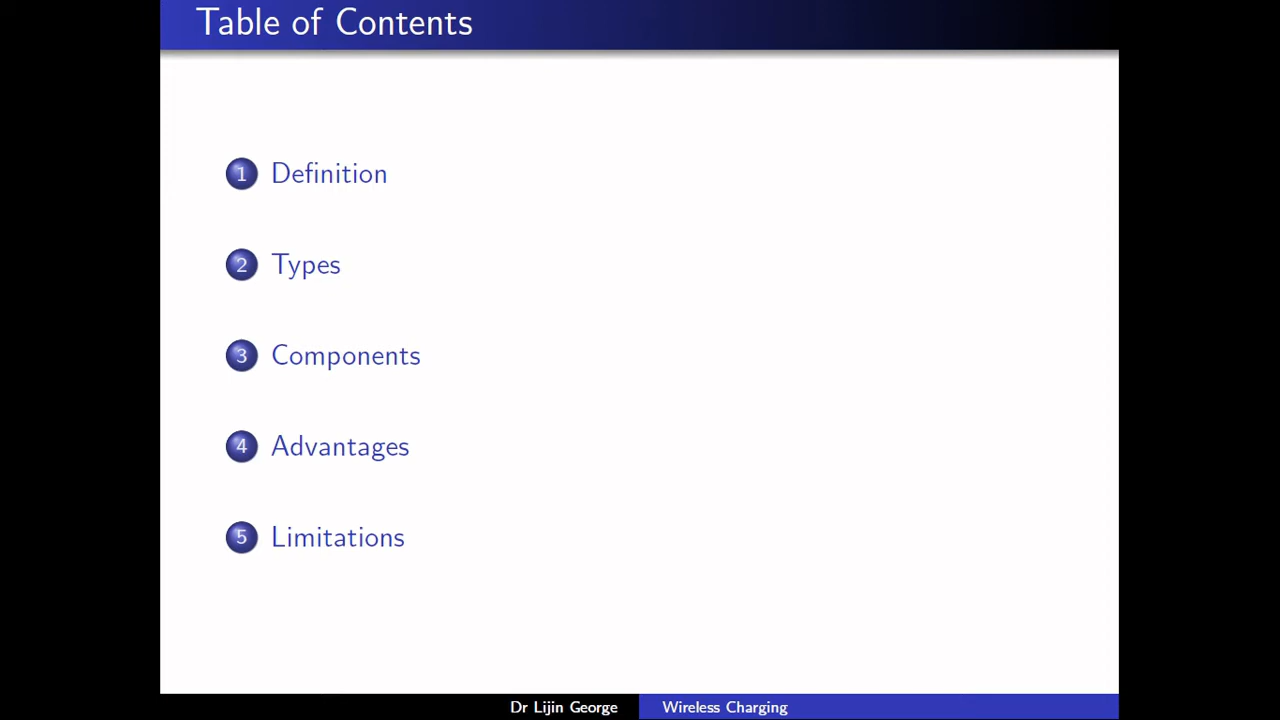 Table of Contents
1 Definition
2 Types
3 Components
4 Advantages
5 Limitations
Dr Lijin George Wireless Charging